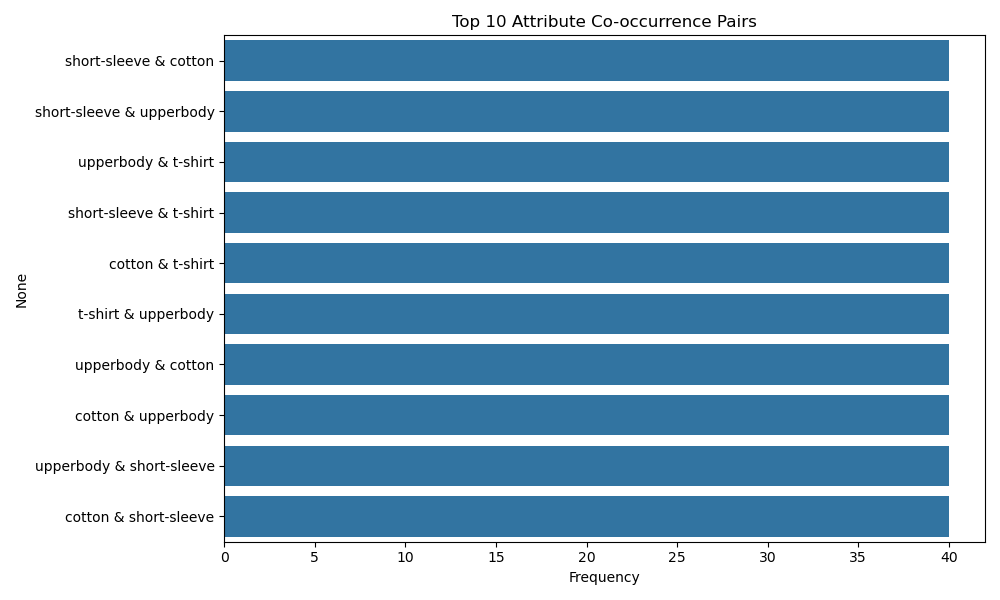 Top 10 Attribute Co-occurrence Pairs
short-sleeve & cotton
short-sleeve & upperbody
upperbody & t-shirt
short-sleeve & t-shirt
cotton & t-shirt
t-shirt & upperbody
upperbody & cotton
cotton & upperbody
upperbody & short-sleeve
cotton & short-sleeve
None
0 5 10 15 20 25 30 35 40
Frequency